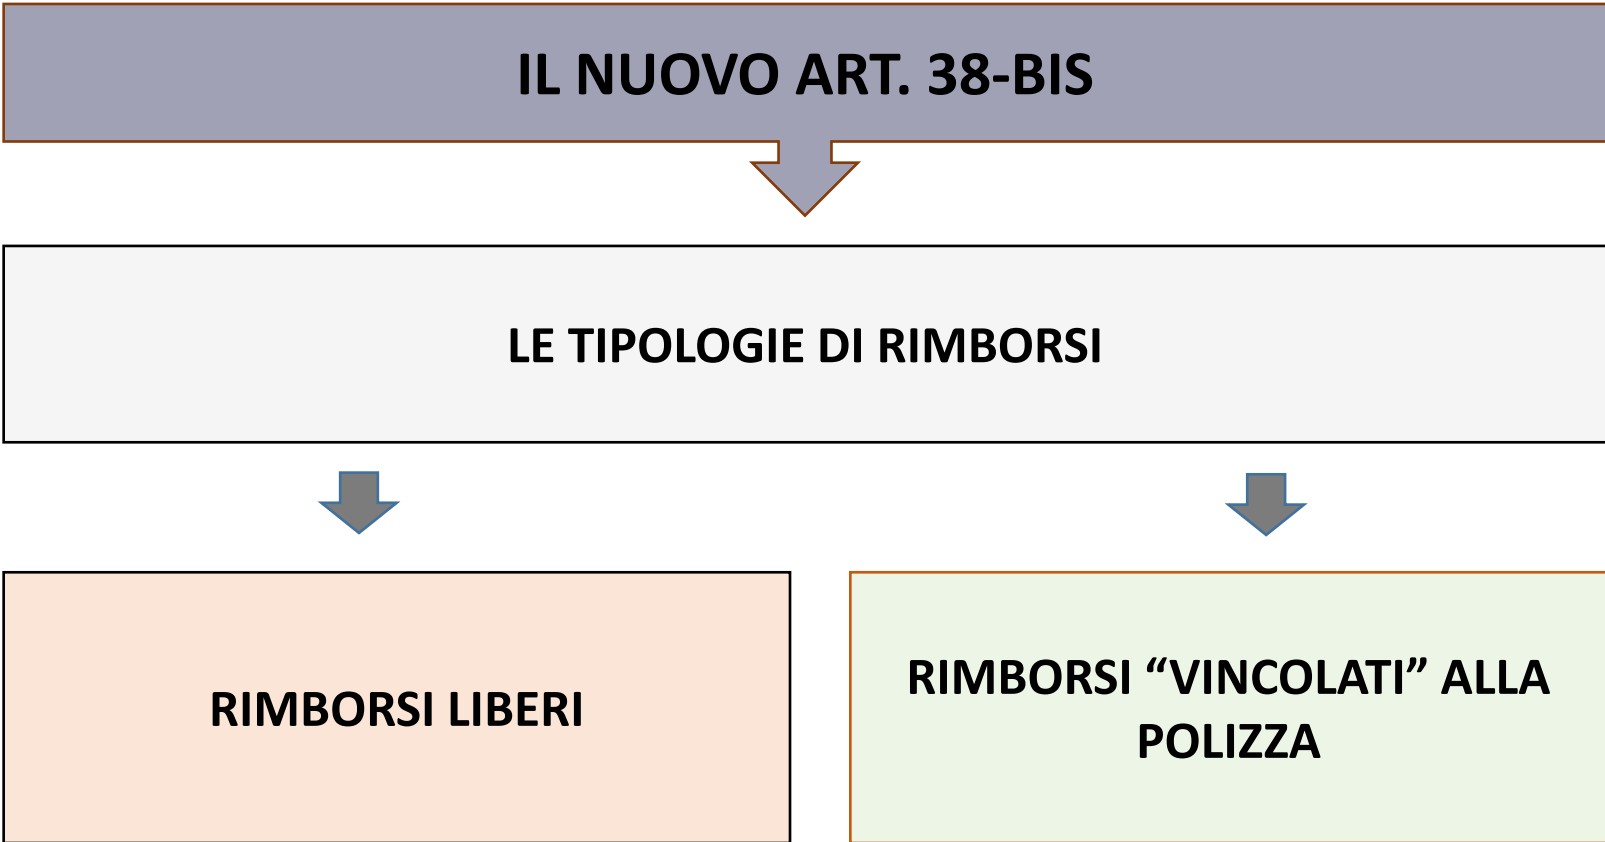 IL NUOVO ART. 38-BIS
LE TIPOLOGIE DI RIMBORSI
RIMBORSI LIBERI
RIMBORSI “VINCOLATI” ALLA
POLIZZA